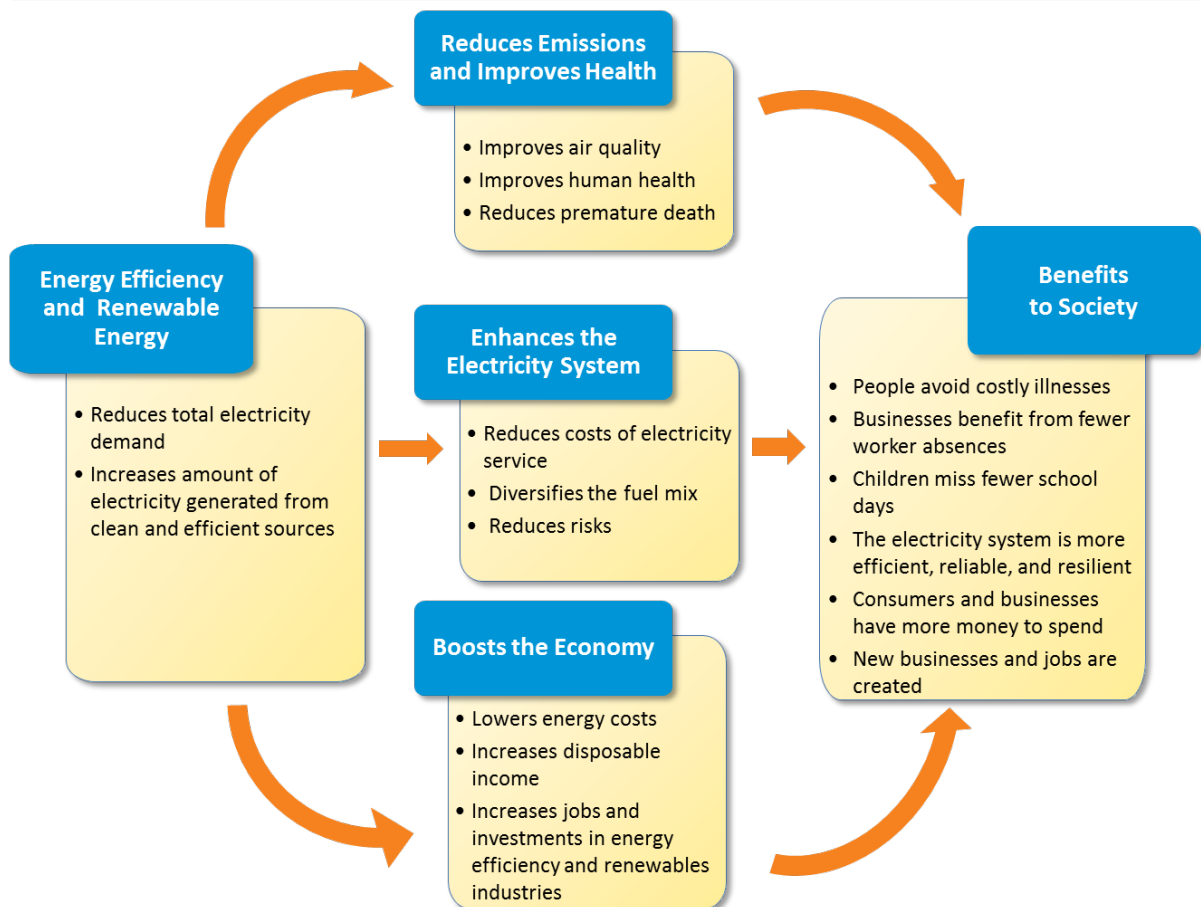 Reduces Emissions
and Improves Health
• Improves air quality
• Improves human health
• Reduces premature death
Energy Efficiency
and Renewable
Energy
• Reduces total electricity
demand
• Increases amount of
electricity generated from
clean and efficient sources
Enhances the
Electricity System
• Reduces costs of electricity
service
• Diversifies the fuel mix
• Reduces risks
Boosts the Economy
• Lowers energy costs
• Increases disposable
income
• Increases jobs and
investments in energy
efficiency and renewables
industries
Benefits
to Society
• People avoid costly illnesses
• Businesses benefit from fewer
worker absences
• Children miss fewer school
days
• The electricity system is more
efficient, reliable, and resilient
• Consumers and businesses
have more money to spend
• New businesses and jobs are
created